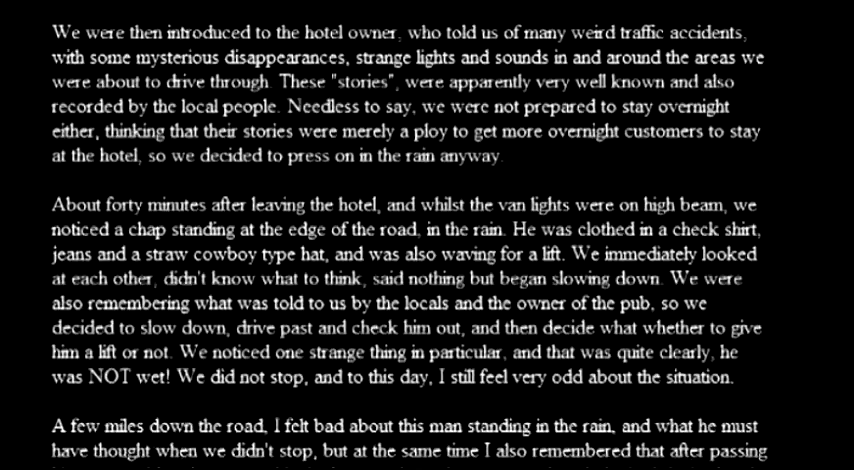 We were then introduced to the hotel owner, who told us of many weird traffic accidents,
with some mysterious disappearances, strange lights and sounds in and around the areas we
were about to drive through. These "stories", were apparently very well known and also
recorded by the local people. Needless to say, we were not prepared to stay overnight
either, thinking that their stories were merely a ploy to get more overnight customers to stay
at the hotel, so we decided to press on in the rain anyway.
About forty minutes after leaving the hotel, and whilst the van lights were on high beam, we
noticed a chap standing at the edge of the road, in the rain. He was clothed in a check shirt,
jeans and a straw cowboy type hat, and was also waving for a lift. We immediately looked
at each other, didn't know what to think, said nothing but began slowing down. We were
also remembering what was told to us by the locals and the owner of the pub, so we
decided to slow down, drive past and check him out, and then decide what whether to give
him a lift or not. We noticed one strange thing in particular, and that was quite clearly, he
was NOT wet! We did not stop, and to this day, I still feel very odd about the situation.
A few miles down the road, I felt bad about this man standing in the rain, and what he must
have thought when we didn't stop, but at the same time I also remembered that after passing